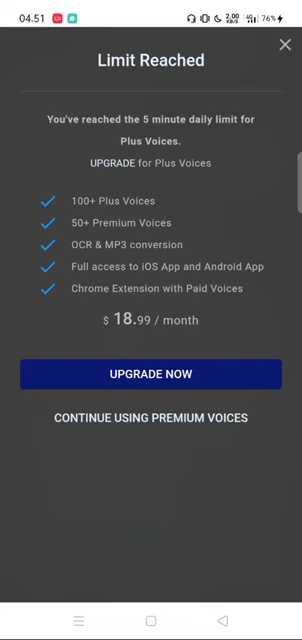 04.51
2,00 KB/S 4G 76%
Limit Reached
You've reached the 5 minute daily limit for
Plus Voices.
UPGRADE for Plus Voices
100+ Plus Voices
50+ Premium Voices
OCR & MP3 conversion
Full access to iOS App and Android App
Chrome Extension with Paid Voices
$ 18.99 / month
UPGRADE NOW
CONTINUE USING PREMIUM VOICES